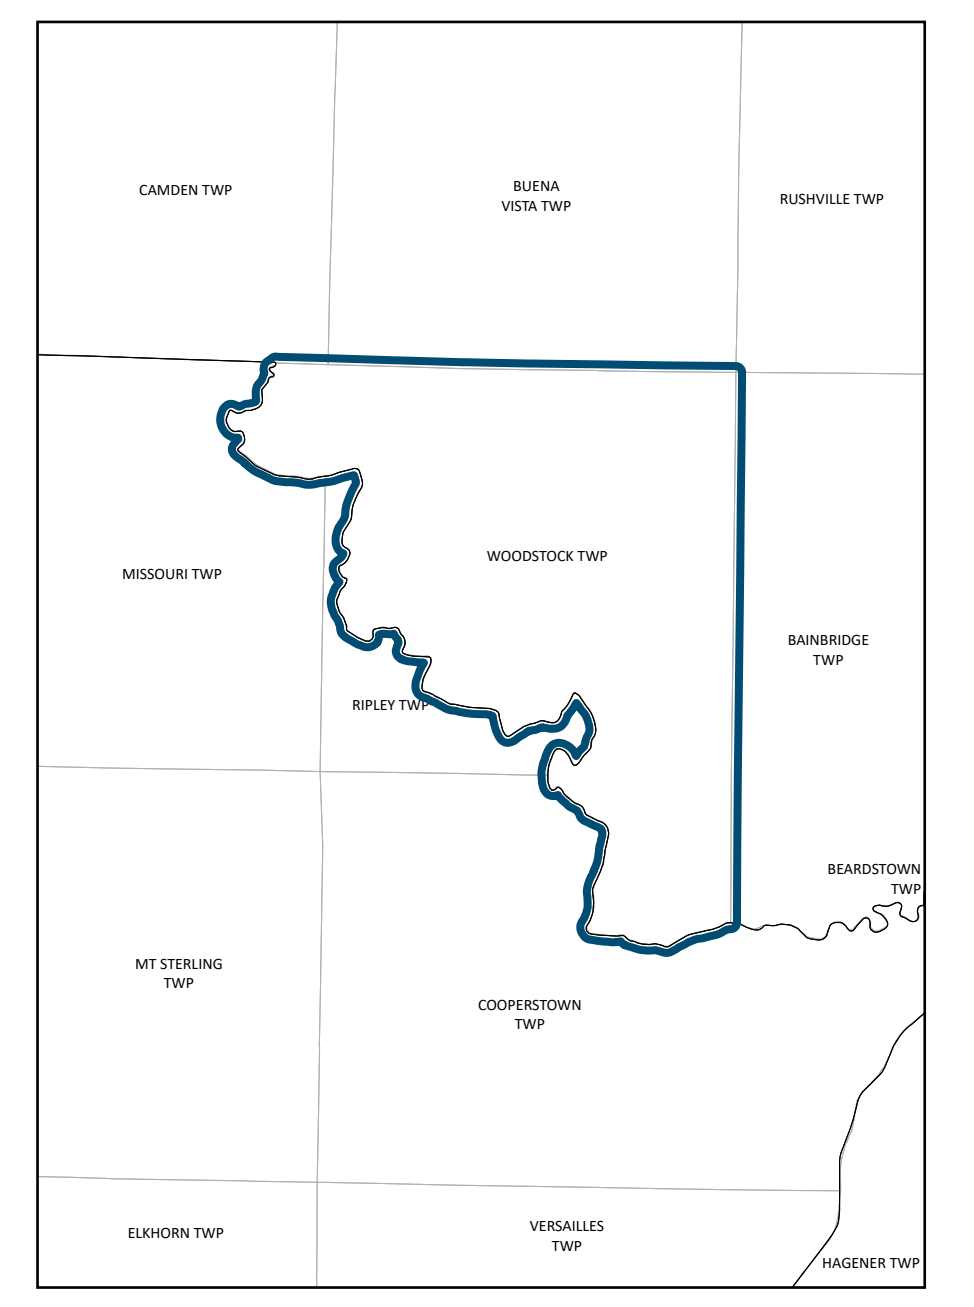 CAMDEN TWP
BUENA
VISTA TWP
RUSHVILLE TWP
WOODSTOCK TWP
MISSOURI TWP
BAINBRIDGE
TWP
RIPLEY TWP
BEARDSTOWN
TWP
MT STERLING
TWP
COOPERSTOWN
TWP
ELKHORN TWP
VERSAILLES
TWP
HAGENER TWP